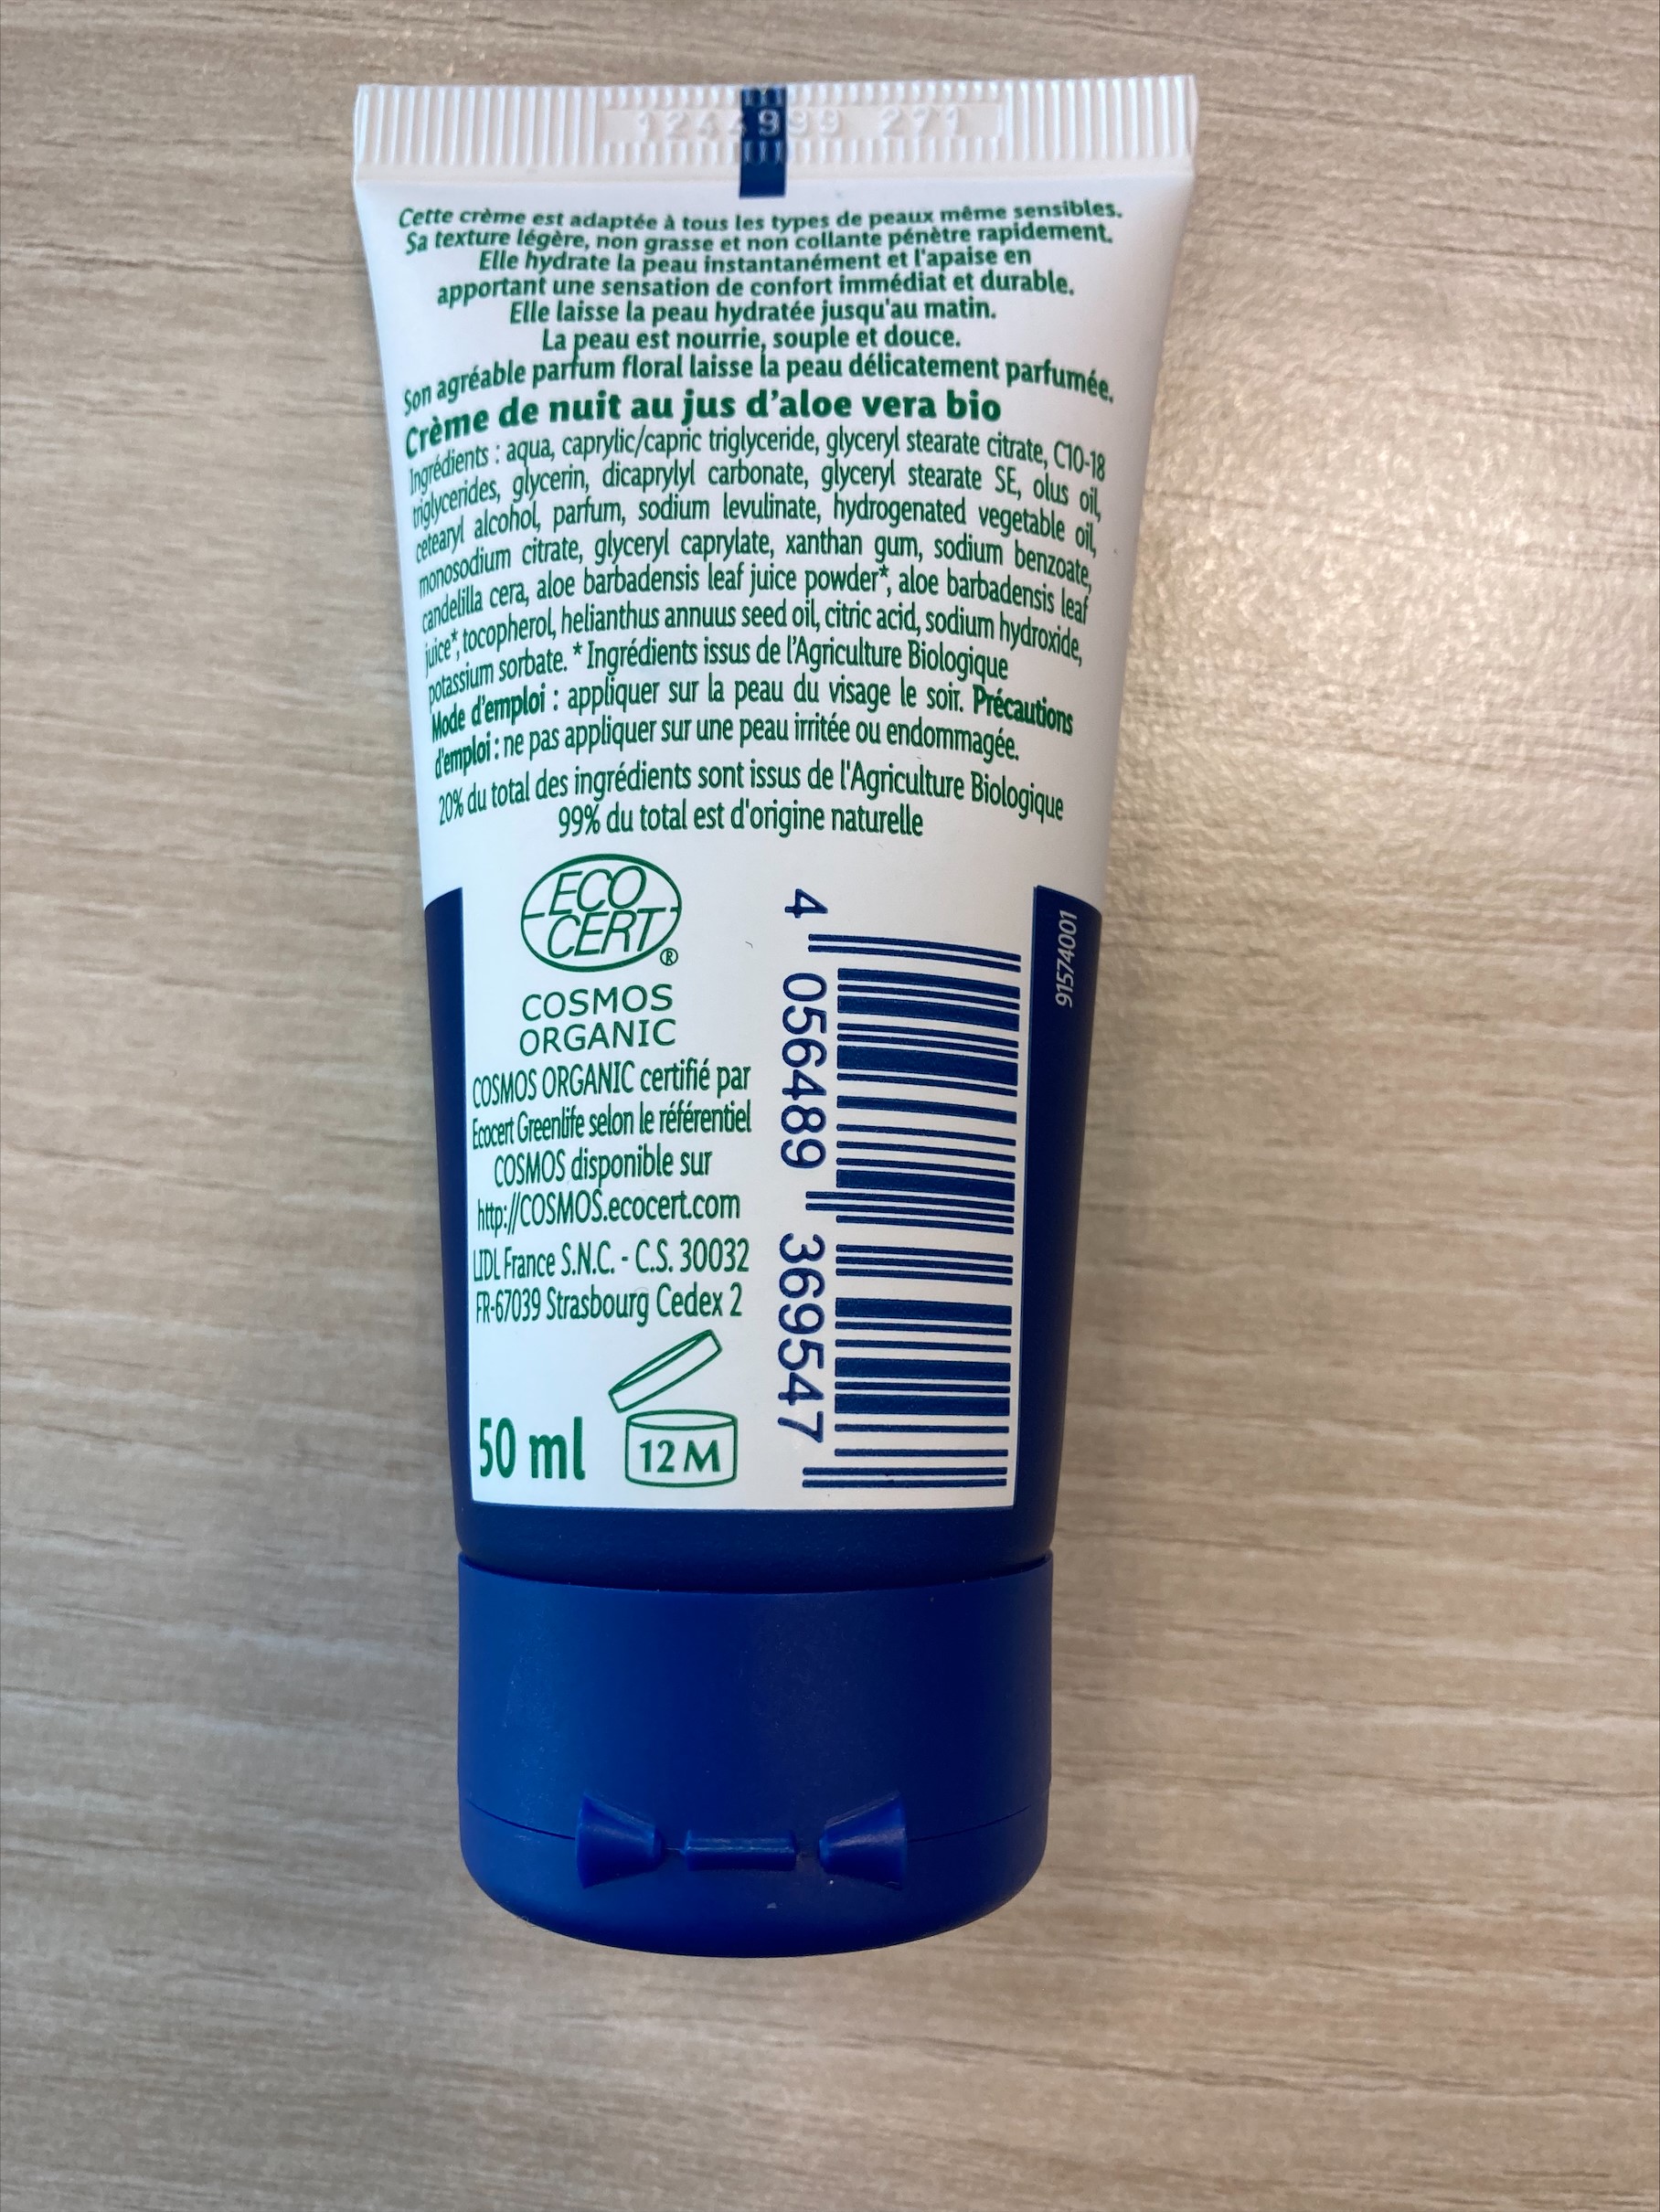 Cette crème est adaptée à tous les types de peaux même sensibles.
Sa texture légère, non grasse et non collante pénètre rapidement.
Elle hydrate la peau instantanément et l'apaise en
apportant une sensation de confort immédiat et durable.
Elle laisse la peau hydratée jusqu'au matin.
La peau est nourrie, souple et douce.
Son agréable parfum floral laisse la peau délicatement parfumée.
Crème de nuit au jus d'aloe vera bio
Ingrédients : aqua, caprylic/capric triglyceride, glyceryl stearate citrate, C10-18
triglycerides, glycerin, dicaprylyl carbonate, glyceryl stearate SE, olus oil,
cetearyl alcohol, parfum, sodium levulinate, hydrogenated vegetable oil,
monosodium citrate, glyceryl caprylate, xanthan gum, sodium benzoate,
candelilla cera, aloe barbadensis leaf juice powder*, aloe barbadensis leaf
juice*, tocopherol, helianthus annuus seed oil, citric acid, sodium hydroxide,
potassium sorbate. * Ingrédients issus de l'Agriculture Biologique
Mode d'emploi : appliquer sur la peau du visage le soir. Précautions
d'emploi : ne pas appliquer sur une peau irritée ou endommagée.
20% du total des ingrédients sont issus de l'Agriculture Biologique
99% du total est d'origine naturelle
ECO
CERT
®
COSMOS
ORGANIC
COSMOS ORGANIC certifié par
Ecocert Greenlife selon le référentiel
COSMOS disponible sur
http://COSMOS.ecocert.com
LIDL France S.N.C. - C.S. 30032
FR-67039 Strasbourg Cedex 2
50 ml
12 M
4 056489 369547
91574001